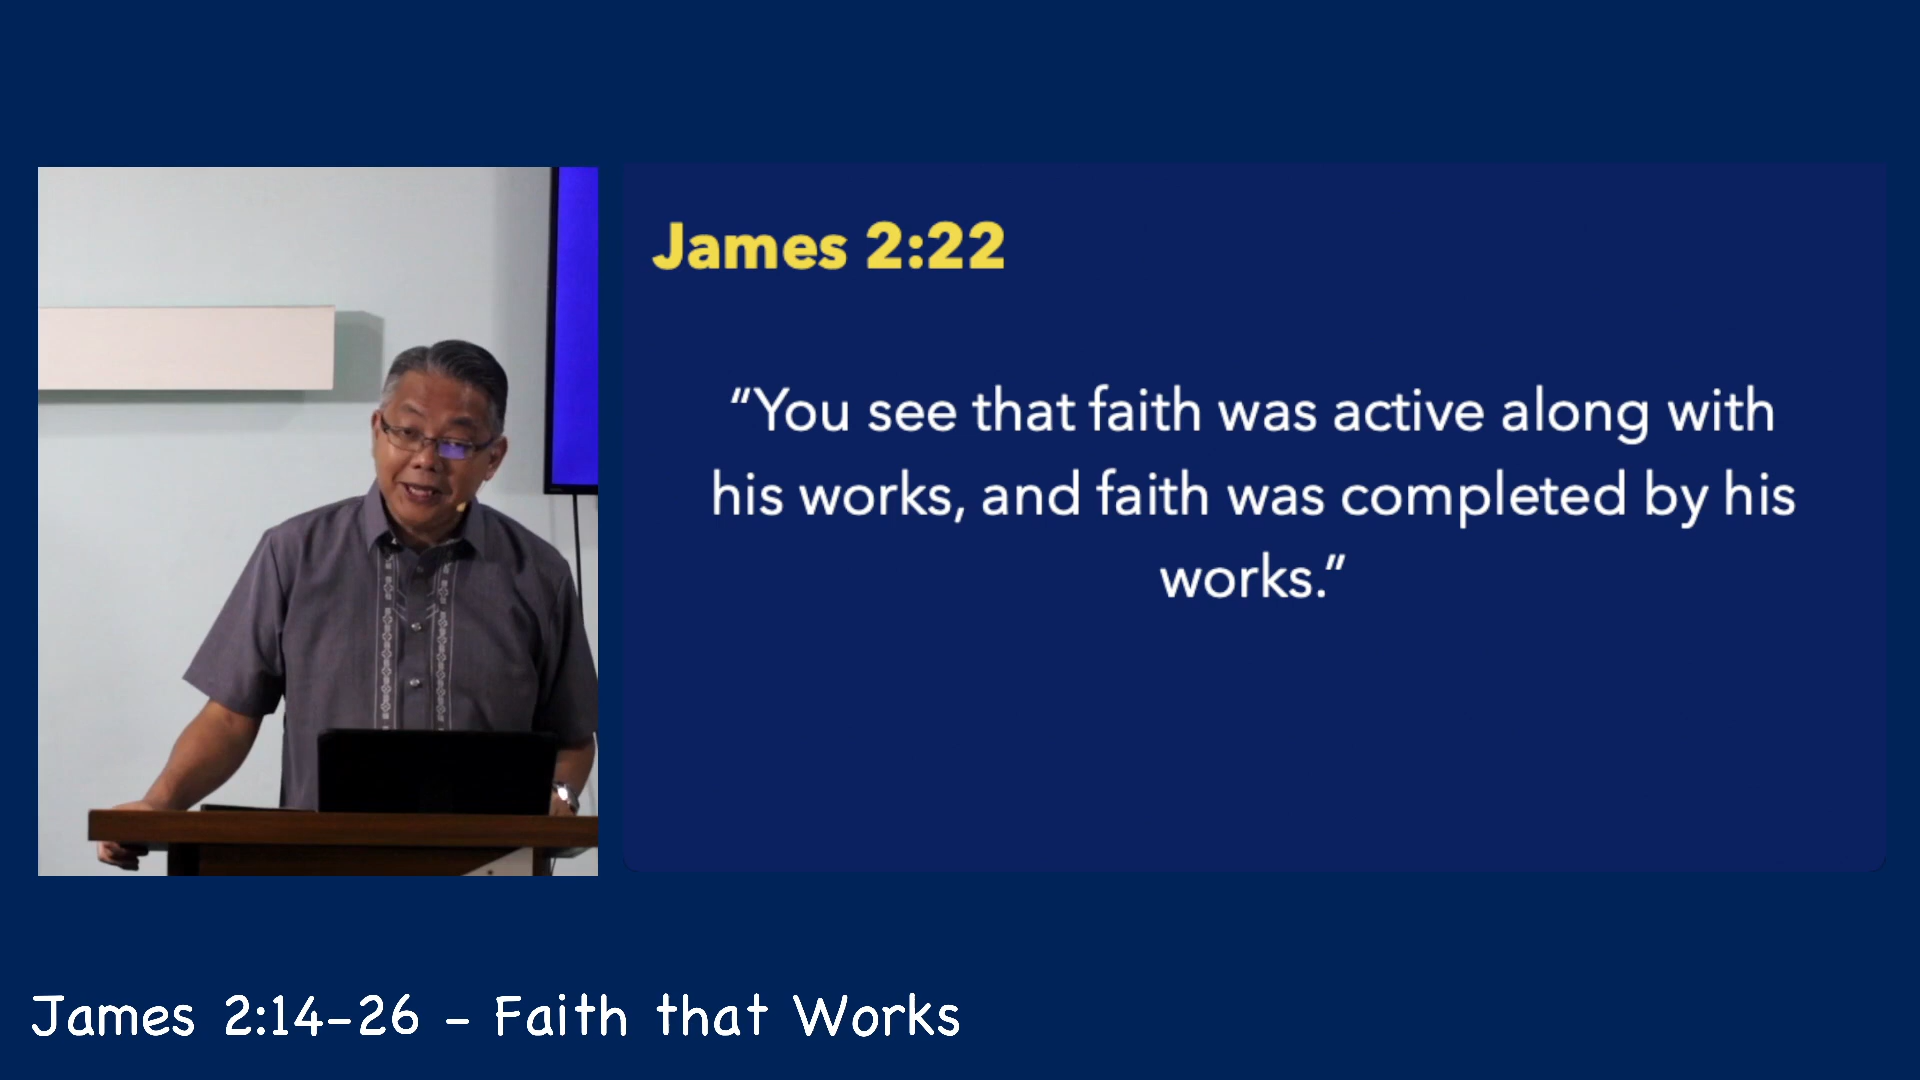 James 2:22
“You see that faith was active along with
his works, and faith was completed by his
works.”
James 2:14-26 - Faith that Works